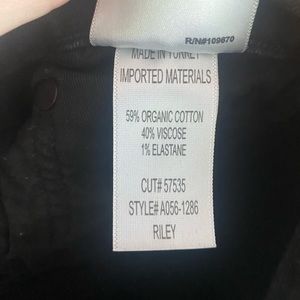 R/N#109870
MADE IN TURKEY
IMPORTED MATERIALS
59% ORGANIC COTTON
40% VISCOSE
1% ELASTANE
CUT# 57535
STYLE# A056-1286
RILEY